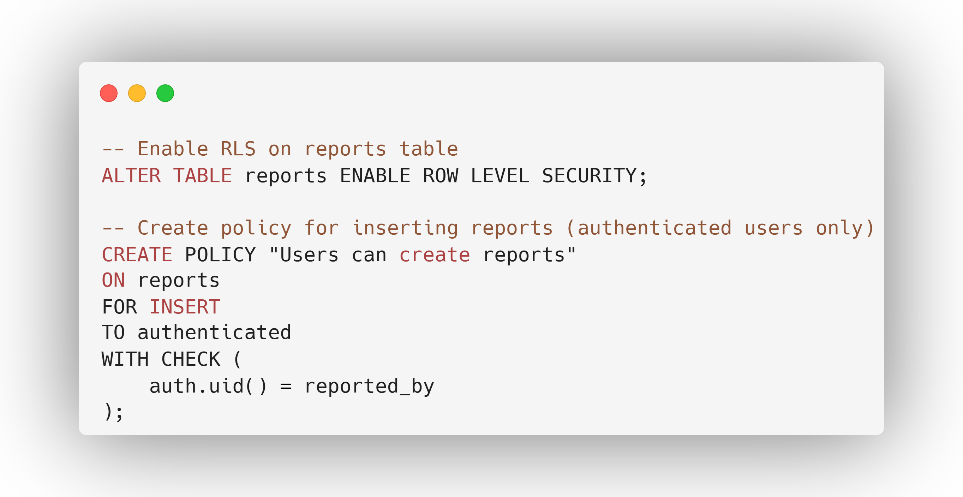 -- Enable RLS on reports table
ALTER TABLE reports ENABLE ROW LEVEL SECURITY;
-- Create policy for inserting reports (authenticated users only)
CREATE POLICY "Users can create reports"
ON reports
FOR INSERT
TO authenticated
WITH CHECK (
    auth.uid() = reported_by
);